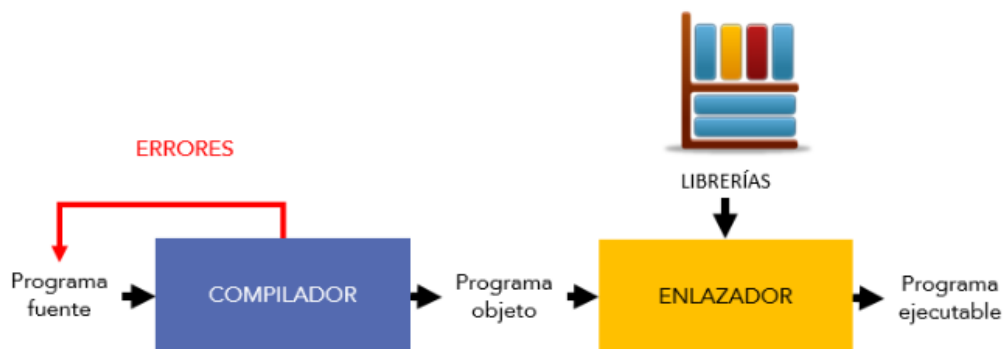 ERRORES
LIBRERÍAS
Programa
fuente
COMPILADOR
Programa
objeto
ENLAZADOR
Programa
ejecutable